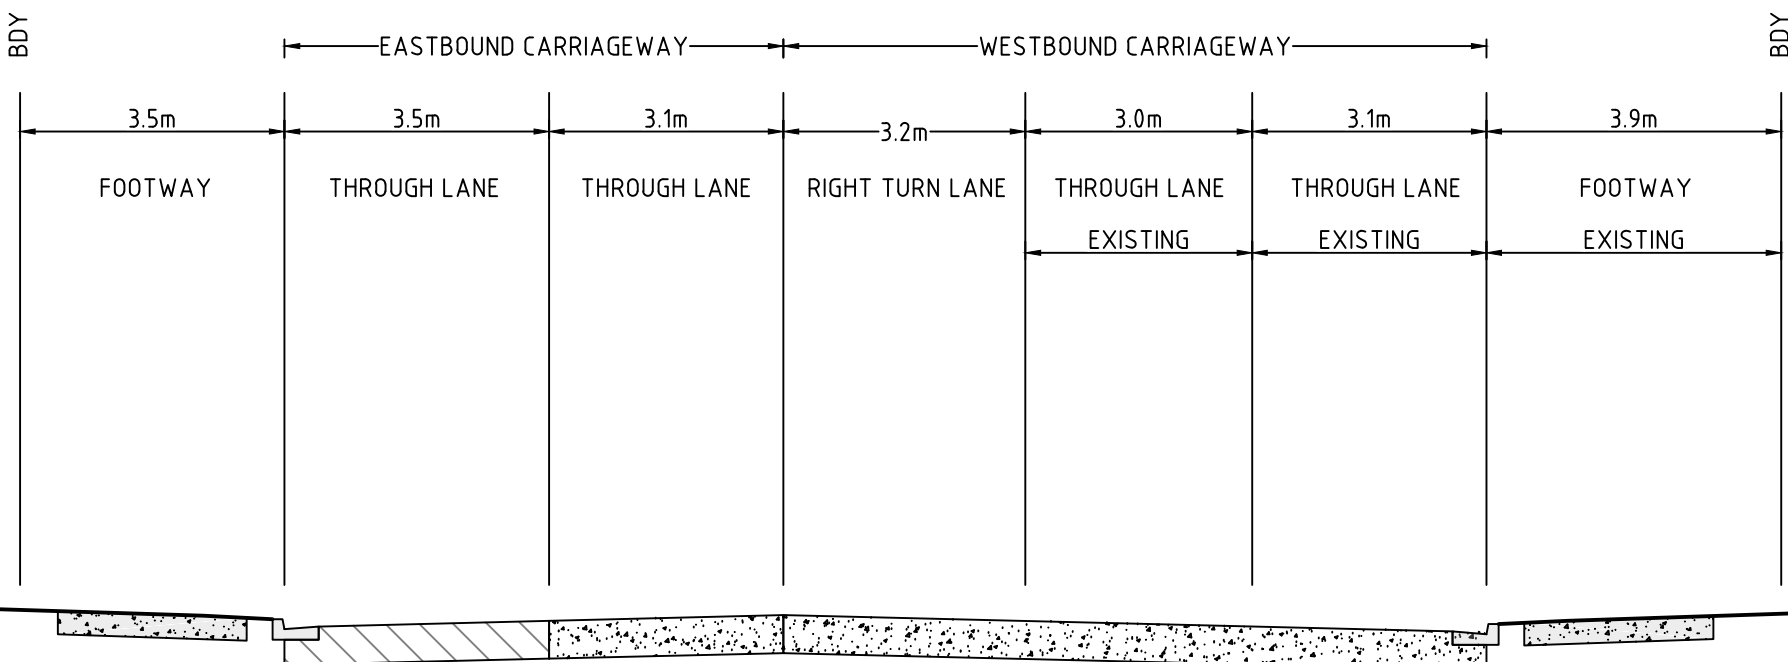 BDY
BDY
EASTBOUND CARRIAGEWAY
WESTBOUND CARRIAGEWAY
3.5m
3.5m
3.1m
3.2m
3.0m
3.1m
3.9m
FOOTWAY
THROUGH LANE
THROUGH LANE
RIGHT TURN LANE
THROUGH LANE
THROUGH LANE
FOOTWAY
EXISTING
EXISTING
EXISTING